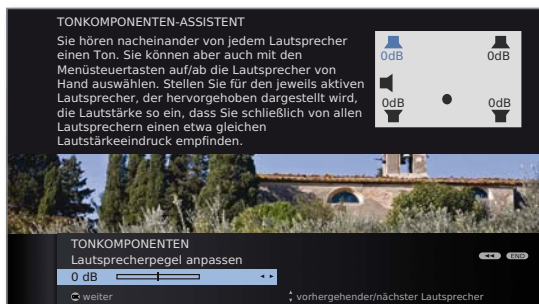 TONKOMPONENTEN-ASSISTENT
Sie hören nacheinander von jedem Lautsprecher
einen Ton. Sie können aber auch mit den
Menüsteuertasten auf/ab die Lautsprecher von
Hand auswählen. Stellen Sie für den jeweils aktiven
Lautsprecher, der hervorgehoben dargestellt wird,
die Lautstärke so ein, dass Sie schließlich von allen
Lautsprechern einen etwa gleichen
Lautstärkeeindruck empfinden.
0dB 0dB
0dB 0dB
TONKOMPONENTEN
Lautsprecherpegel anpassen
0 dB
END
OK weiter
vorhergehender/nächster Lautsprecher